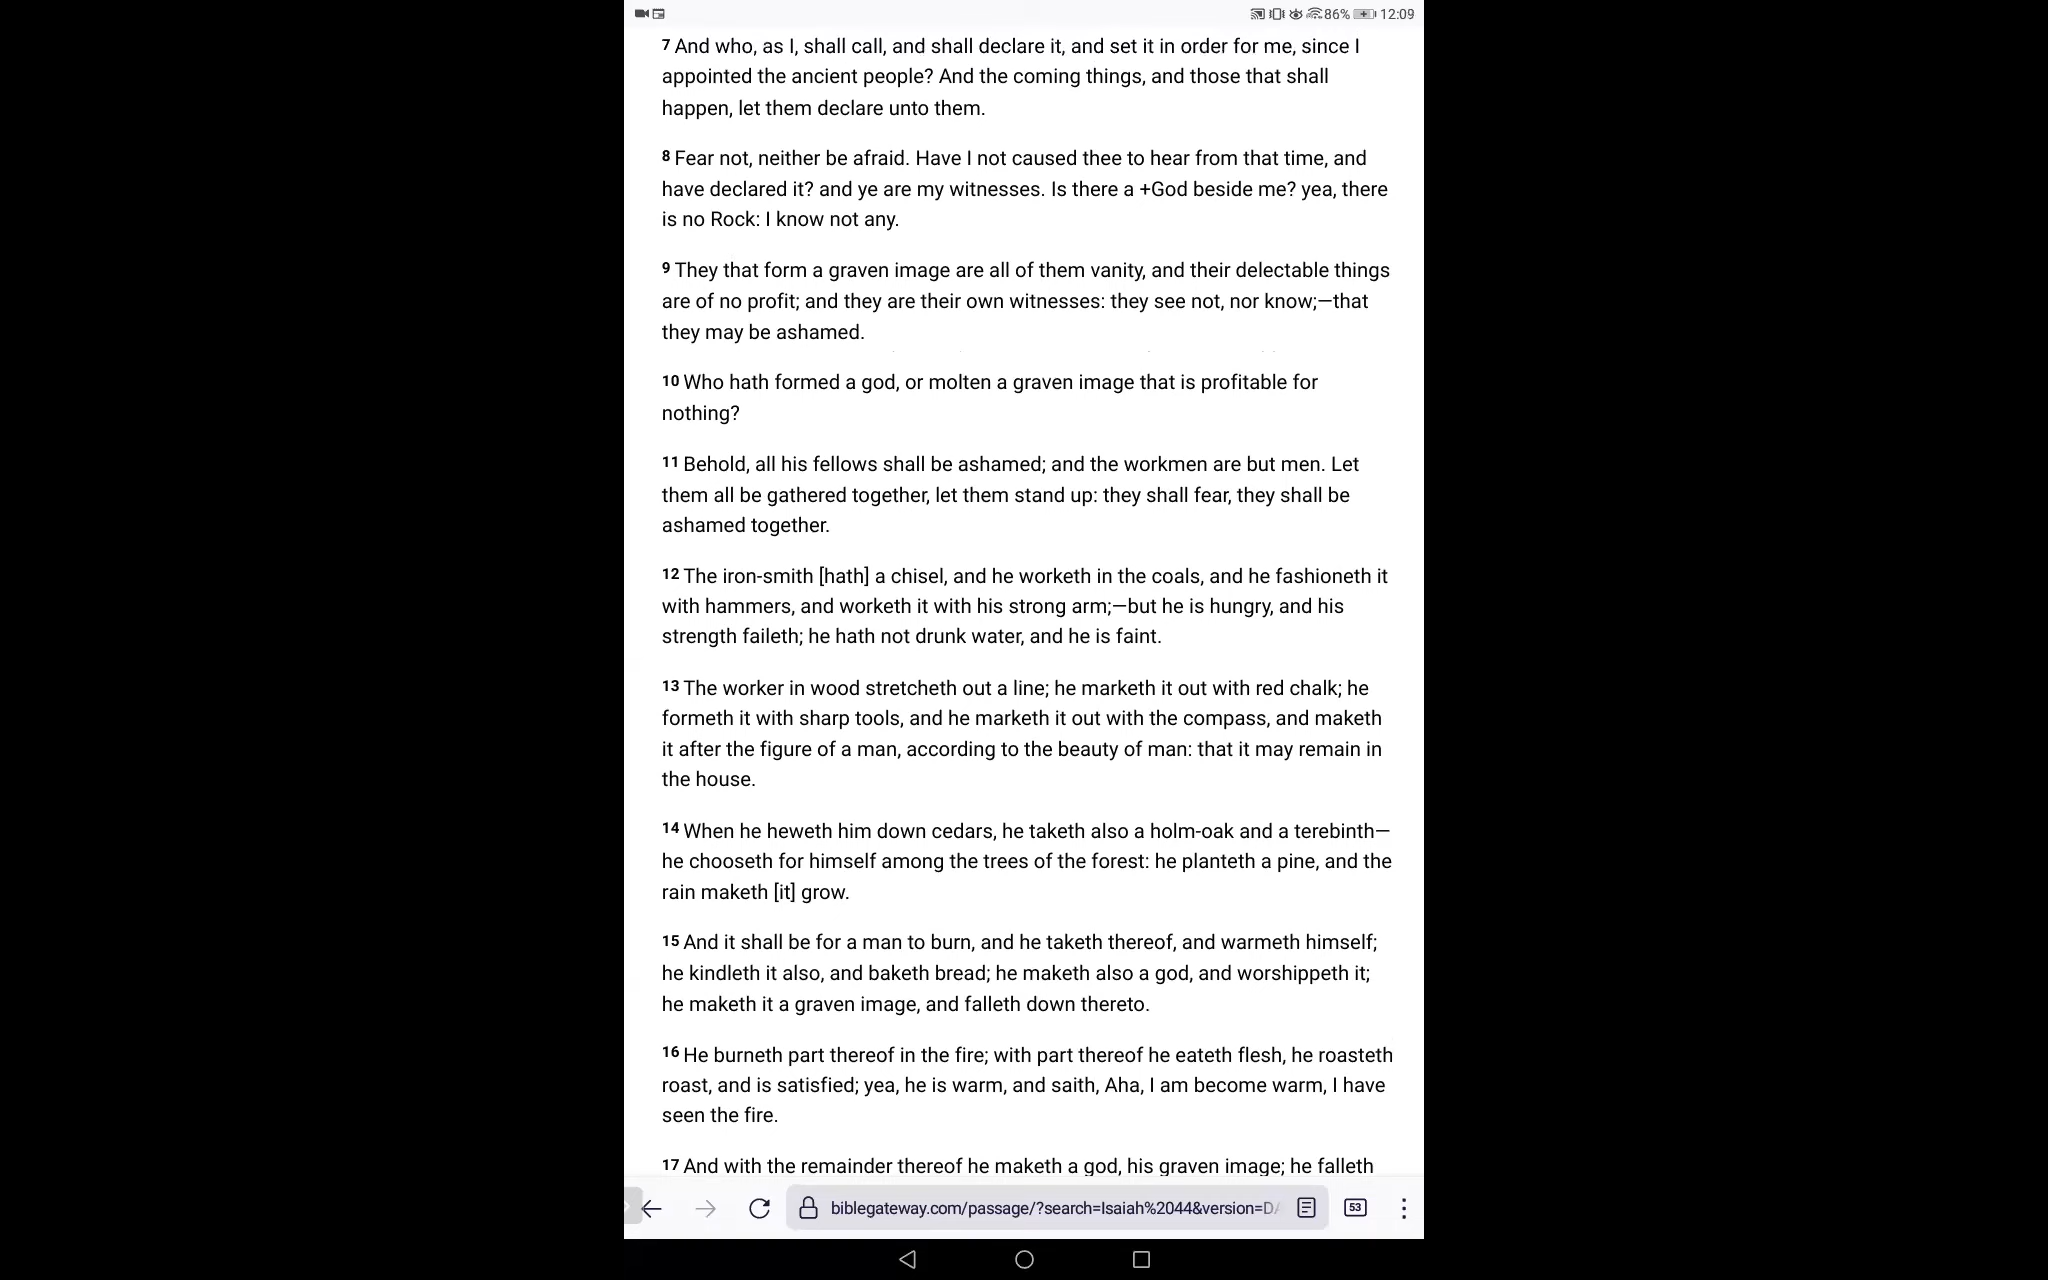 86% 12:09
7 And who, as I, shall call, and shall declare it, and set it in order for me, since I
appointed the ancient people? And the coming things, and those that shall
happen, let them declare unto them.
8 Fear not, neither be afraid. Have I not caused thee to hear from that time, and
have declared it? and ye are my witnesses. Is there a +God beside me? yea, there
is no Rock: I know not any.
9 They that form a graven image are all of them vanity, and their delectable things
are of no profit; and they are their own witnesses: they see not, nor know;—that
they may be ashamed.
10 Who hath formed a god, or molten a graven image that is profitable for
nothing?
11 Behold, all his fellows shall be ashamed; and the workmen are but men. Let
them all be gathered together, let them stand up: they shall fear, they shall be
ashamed together.
12 The iron-smith [hath] a chisel, and he worketh in the coals, and he fashioneth it
with hammers, and worketh it with his strong arm;—but he is hungry, and his
strength faileth; he hath not drunk water, and he is faint.
13 The worker in wood stretcheth out a line; he marketh it out with red chalk; he
formeth it with sharp tools, and he marketh it out with the compass, and maketh
it after the figure of a man, according to the beauty of man: that it may remain in
the house.
14 When he heweth him down cedars, he taketh also a holm-oak and a terebinth—
he chooseth for himself among the trees of the forest: he planteth a pine, and the
rain maketh [it] grow.
15 And it shall be for a man to burn, and he taketh thereof, and warmeth himself;
he kindleth it also, and baketh bread; he maketh also a god, and worshippeth it;
he maketh it a graven image, and falleth down thereto.
16 He burneth part thereof in the fire; with part thereof he eateth flesh, he roasteth
roast, and is satisfied; yea, he is warm, and saith, Aha, I am become warm, I have
seen the fire.
17 And with the remainder thereof he maketh a god, his graven image; he falleth
biblegateway.com/passage/?search=Isaiah%2044&version=DA
53